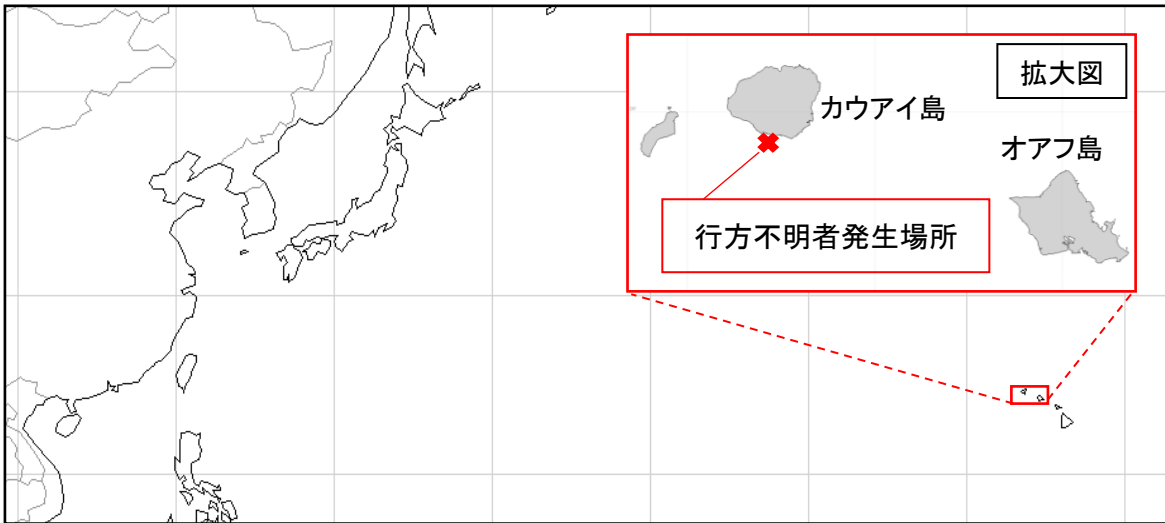 拡大図
カウアイ島
オアフ島
行方不明者発生場所